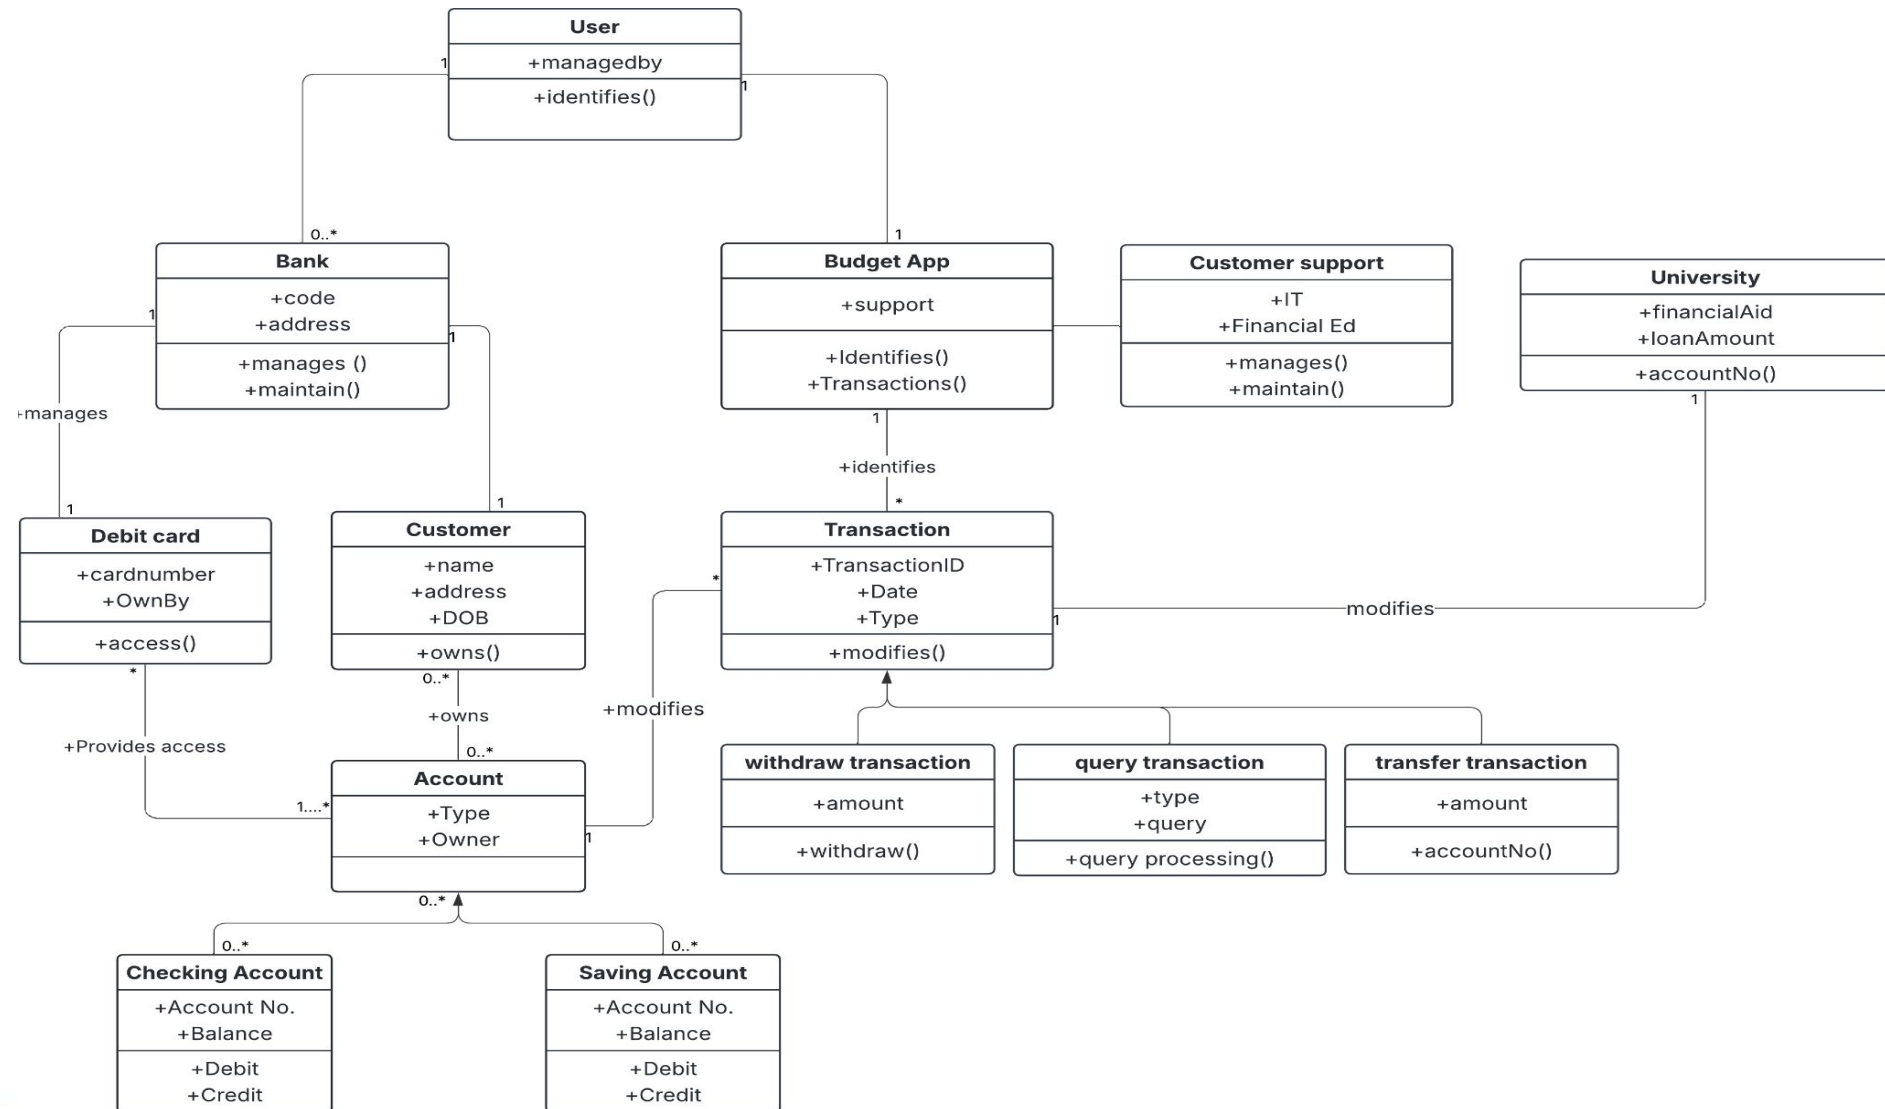 User
+managedby
+identifies()
1
1
0..*
1
Bank
+code
+address
+manages ()
+maintain()
Budget App
+support
+Identifies()
+Transactions()
Customer support
+IT
+Financial Ed
+manages()
+maintain()
University
+financialAid
+loanAmount
+accountNo()
1
1
1
1
+manages
+identifies
1
1
*
Debit card
+cardnumber
+OwnBy
+access()
Customer
+name
+address
+DOB
+owns()
Transaction
+TransactionID
+Date
+Type
+modifies()
*
modifies
1
*
0..*
+owns
+modifies
+Provides access
0..*
1....*
1
Account
+Type
+Owner
withdraw transaction
+amount
+withdraw()
query transaction
+type
+query
+query processing()
transfer transaction
+amount
+accountNo()
0..*
0..*
0..*
Checking Account
+Account No.
+Balance
+Debit
+Credit
Saving Account
+Account No.
+Balance
+Debit
+Credit